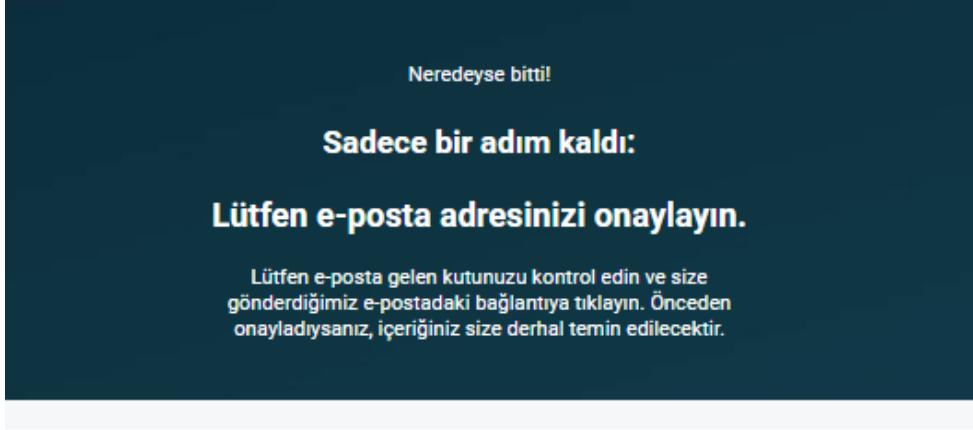 Neredeyse bitti!
Sadece bir adım kaldı:
Lütfen e-posta adresinizi onaylayın.
Lütfen e-posta gelen kutunuzu kontrol edin ve size
gönderdiğimiz e-postadaki bağlantıya tıklayın. Önceden
onayladıysanız, içeriğiniz size derhal temin edilecektir.